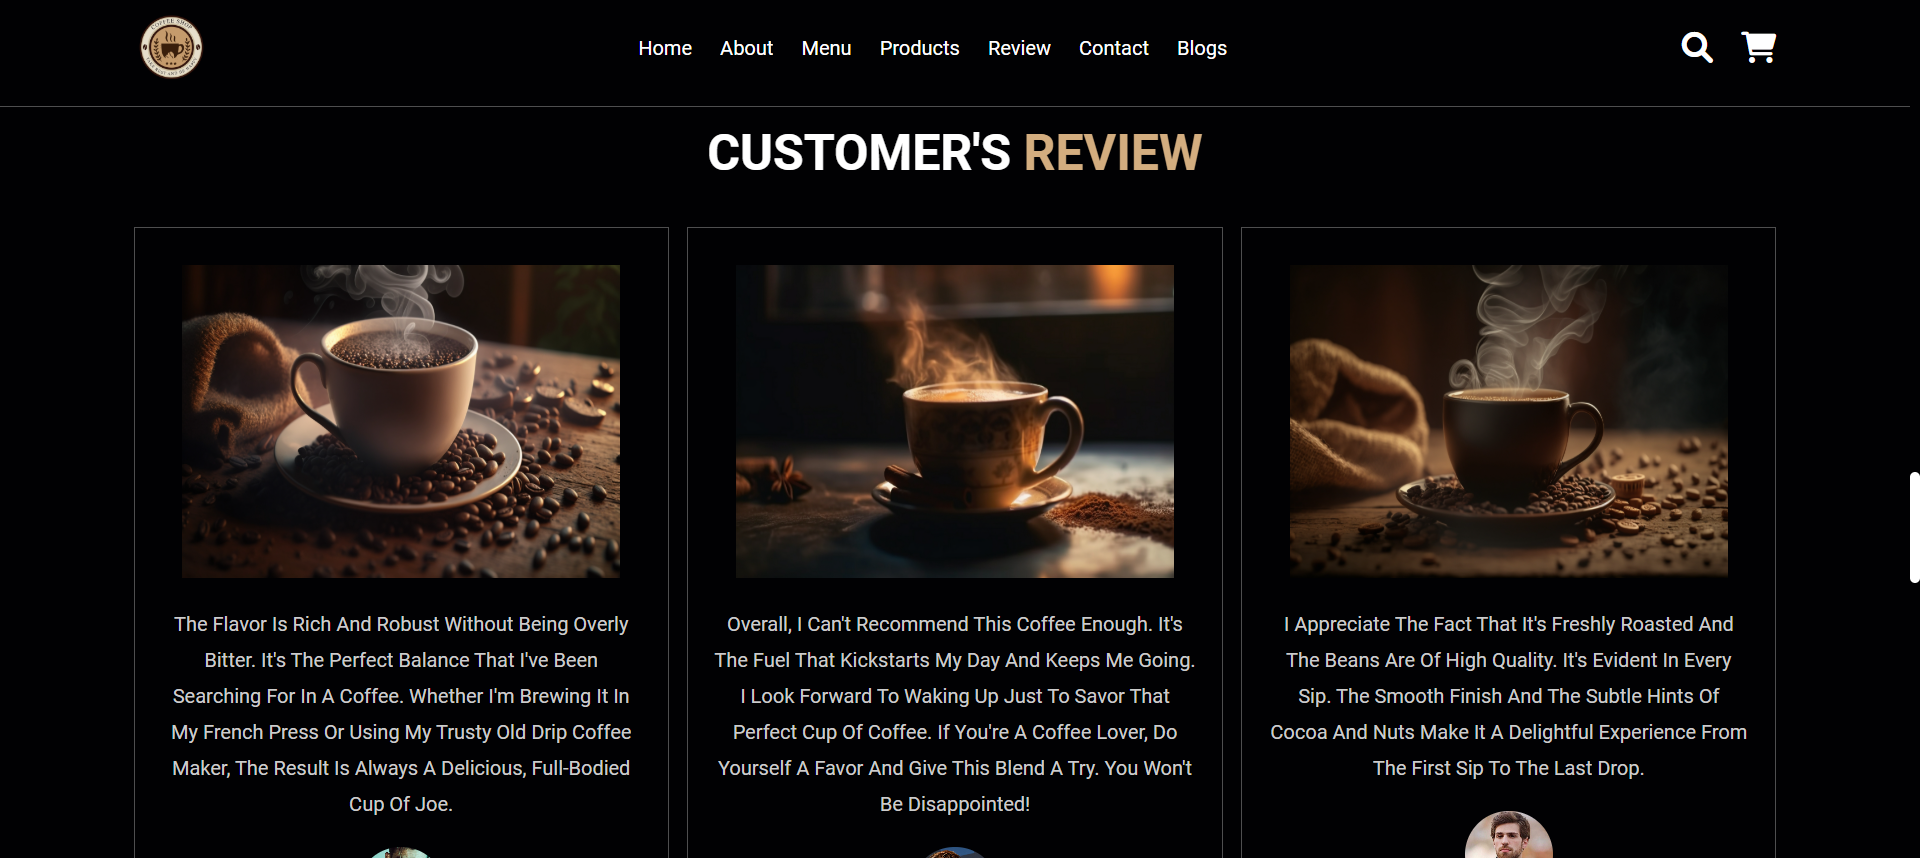 COFFEE SHOP
Home About Menu Products Review Contact Blogs
CUSTOMER'S REVIEW
The Flavor Is Rich And Robust Without Being Overly
Bitter. It's The Perfect Balance That I've Been
Searching For In A Coffee. Whether I'm Brewing It In
My French Press Or Using My Trusty Old Drip Coffee
Maker, The Result Is Always A Delicious, Full-Bodied
Cup Of Joe.
Overall, I Can't Recommend This Coffee Enough. It's
The Fuel That Kickstarts My Day And Keeps Me Going.
I Look Forward To Waking Up Just To Savor That
Perfect Cup Of Coffee. If You're A Coffee Lover, Do
Yourself A Favor And Give This Blend A Try. You Won't
Be Disappointed!
I Appreciate The Fact That It's Freshly Roasted And
The Beans Are Of High Quality. It's Evident In Every
Sip. The Smooth Finish And The Subtle Hints Of
Cocoa And Nuts Make It A Delightful Experience From
The First Sip To The Last Drop.